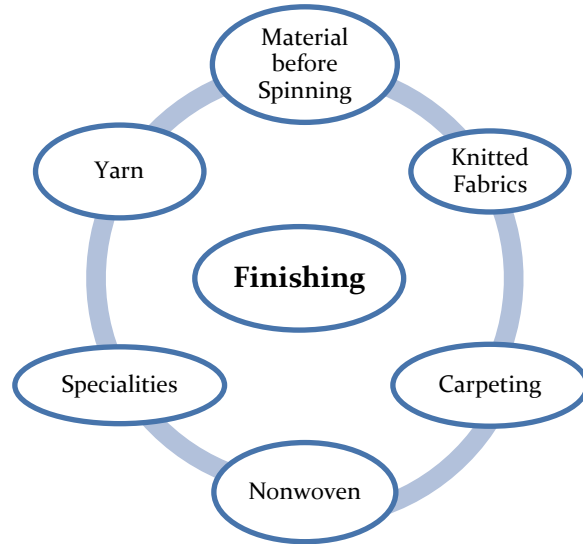 Material
before
Spinning
Knitted
Fabrics
Yarn
Finishing
Specialities
Carpeting
Nonwoven